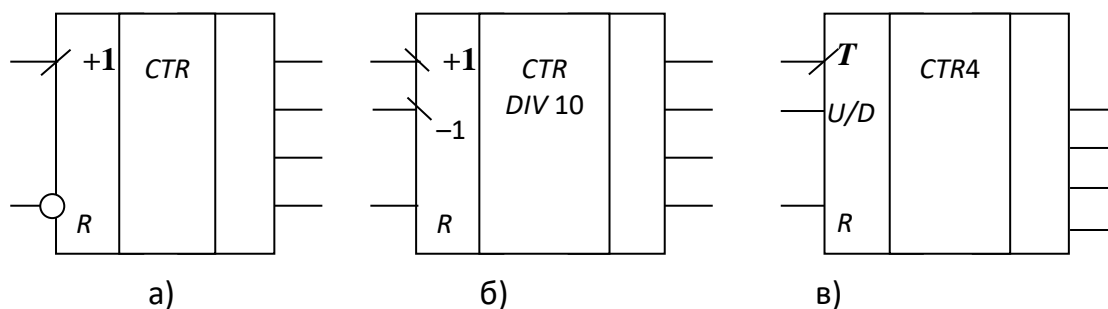 +1 CTR
R
а)
+1 CTR
DIV 10
–1
R
б)
T CTR4
U/D
R
в)